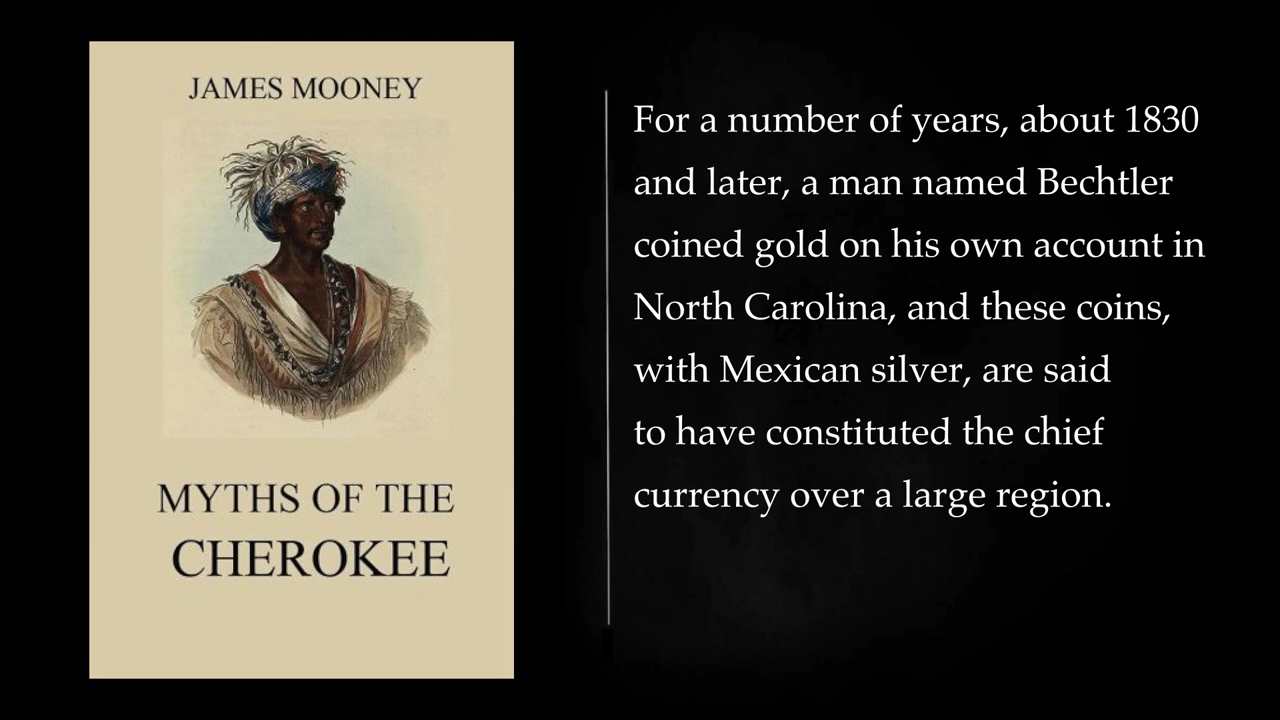 JAMES MOONEY
MYTHS OF THE
CHEROKEE
For a number of years, about 1830
and later, a man named Bechtler
coined gold on his own account in
North Carolina, and these coins,
with Mexican silver, are said
to have constituted the chief
currency over a large region.